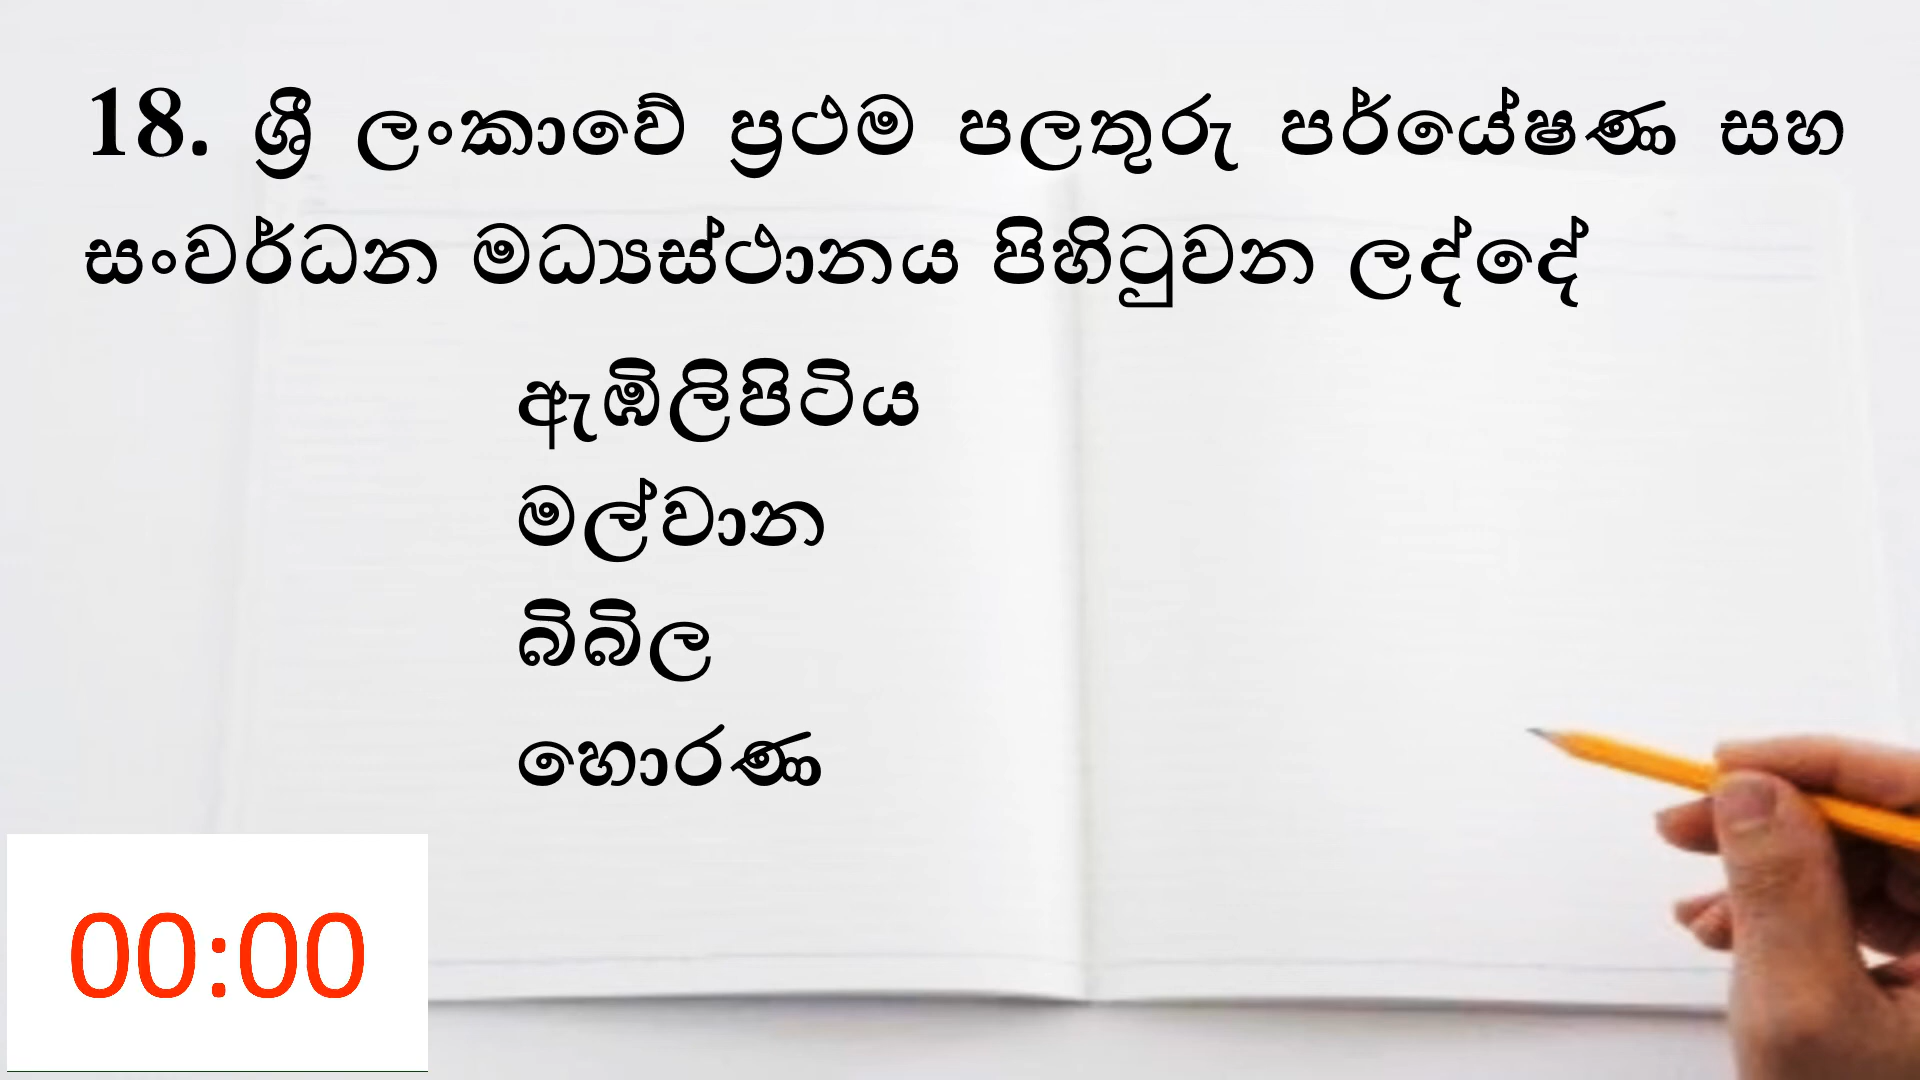 18. ශ්‍රී ලංකාවේ ප්‍රථම පලතුරු පර්යේෂණ සහ
සංවර්ධන මධ්‍යස්ථානය පිහිටුවන ලද්දේ
ඇඹිලිපිටිය
මල්වාන
බිබිල
හොරණ
00:00